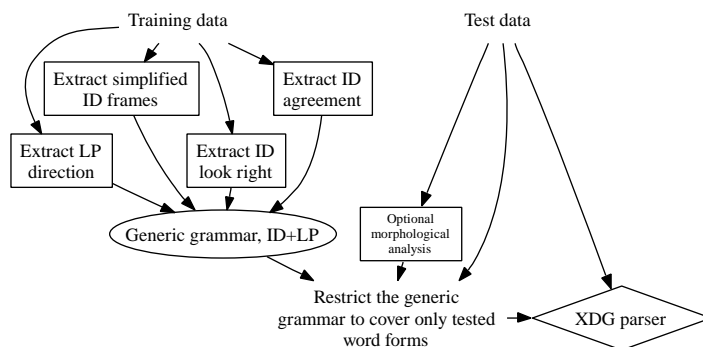 Training data
Test data
Extract simplified
ID frames
Extract ID
agreement
Extract LP
direction
Extract ID
look right
Generic grammar, ID+LP
Optional
morphological
analysis
Restrict the generic
grammar to cover only tested
word forms
XDG parser